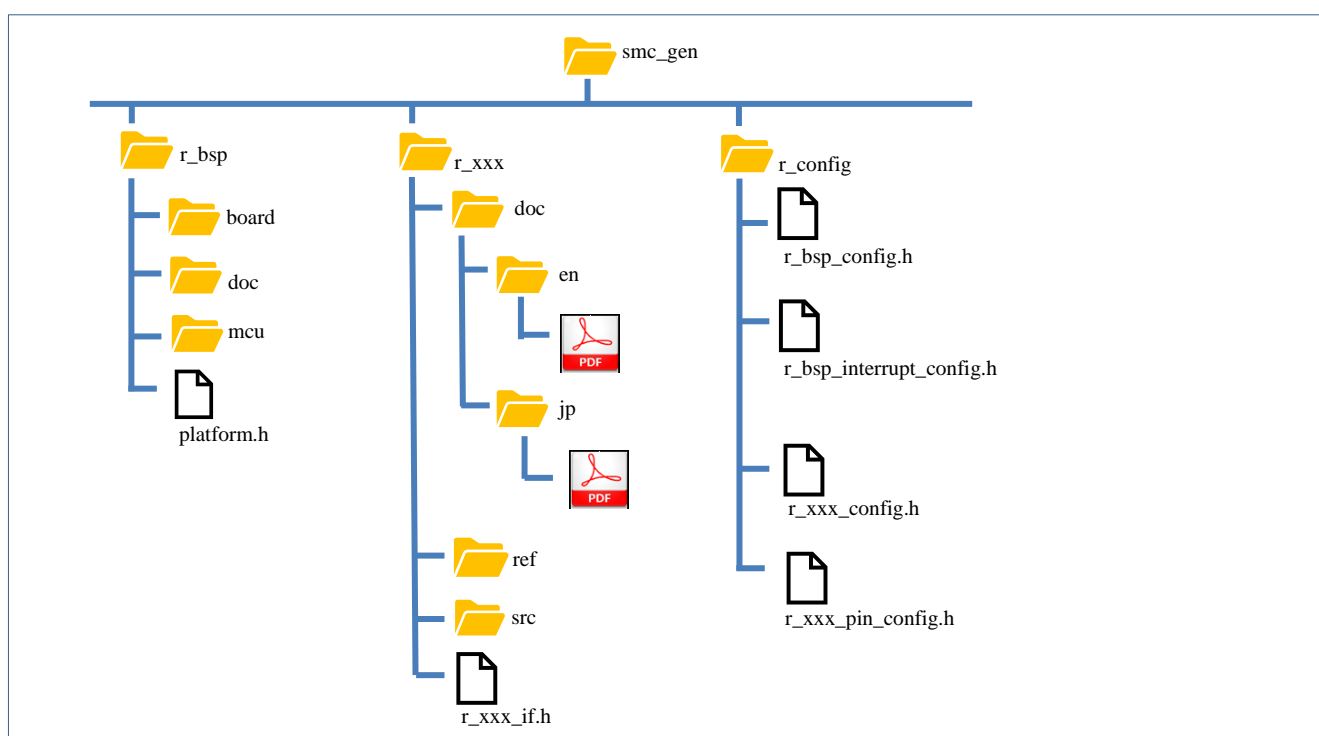 smc_gen
r_bsp
board
doc
mcu
platform.h
r_xxx
doc
en
PDF
jp
PDF
ref
src
r_xxx_if.h
r_config
r_bsp_config.h
r_bsp_interrupt_config.h
r_xxx_config.h
r_xxx_pin_config.h